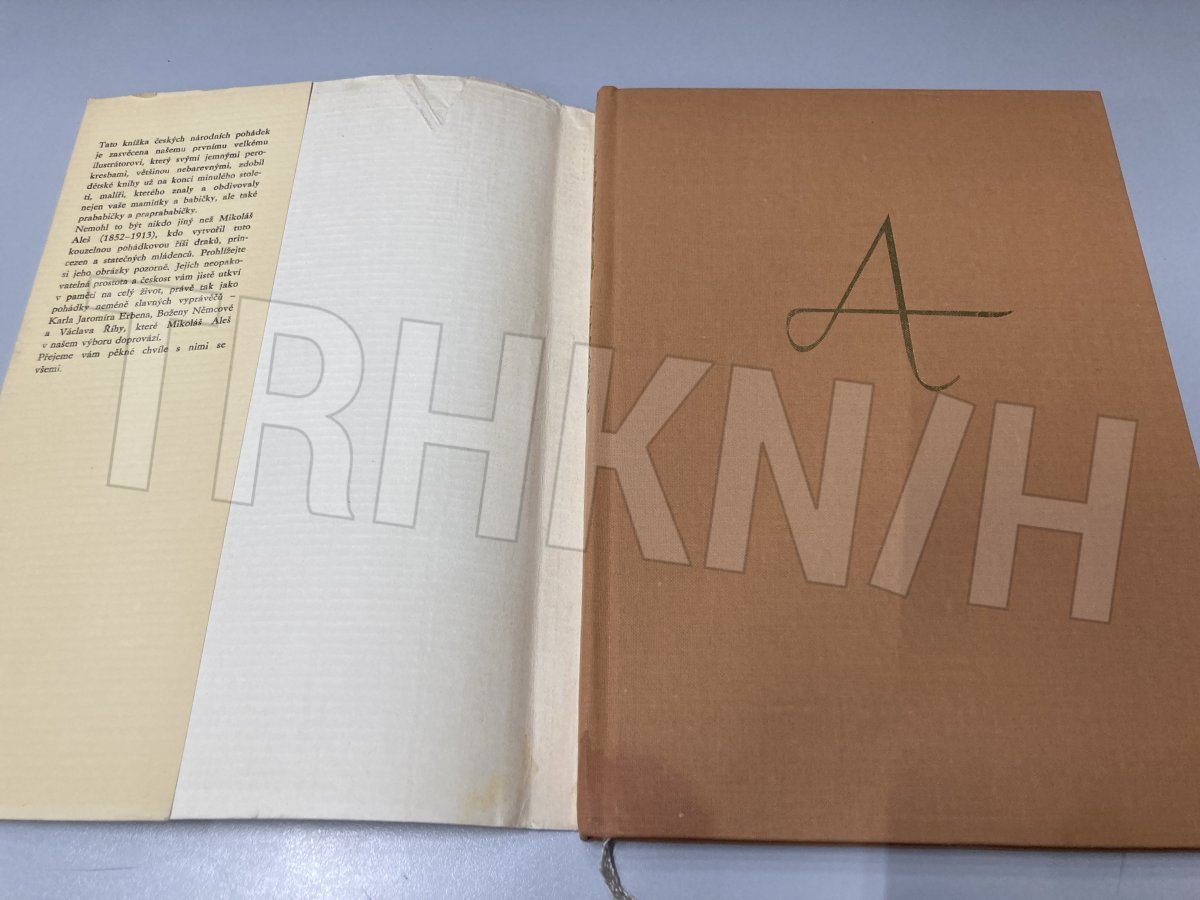 Tato knížka českých národních pohádek
je zasvěcena našemu prvnímu velkému
ilustrátorovi, který svými jemnými pero-
kresbami, většinou nebarevnými, zdobil
dětské knihy už na konci minulého stole-
tí, malíři, kterého znaly a obdivovaly
nejen vaše maminky a babičky, ale také
prababičky a praprababičky.
Nemohl to být nikdo jiný než Mikoláš
Aleš (1852–1913), kdo vytvořil tuto
kouzelnou pohádkovou říši draků, prin-
cezen a statečných mládenců. Prohlížejte
si jeho obrázky pozorně. Jejich neopako-
vatelná prostota a českost vám jistě utkví
v paměti na celý život, právě tak jako
pohádky neméně slavných vyprávěčů –
Karla Jaromíra Erbena, Boženy Němcové
a Václava Říhy, které Mikoláš Aleš
v našem výboru doprovází.
Přejeme vám pěkné chvíle s nimi se
všemi.
A
TRHKNIH